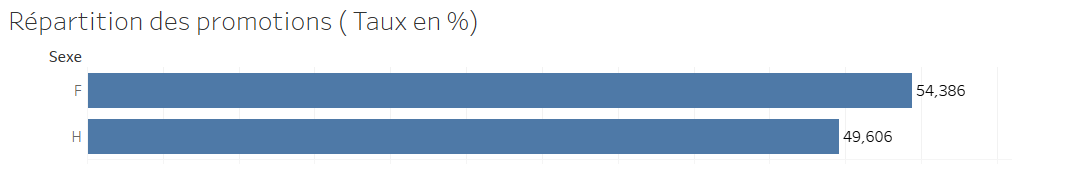 Répartition des promotions ( Taux en %)
Sexe
F 54,386
H 49,606